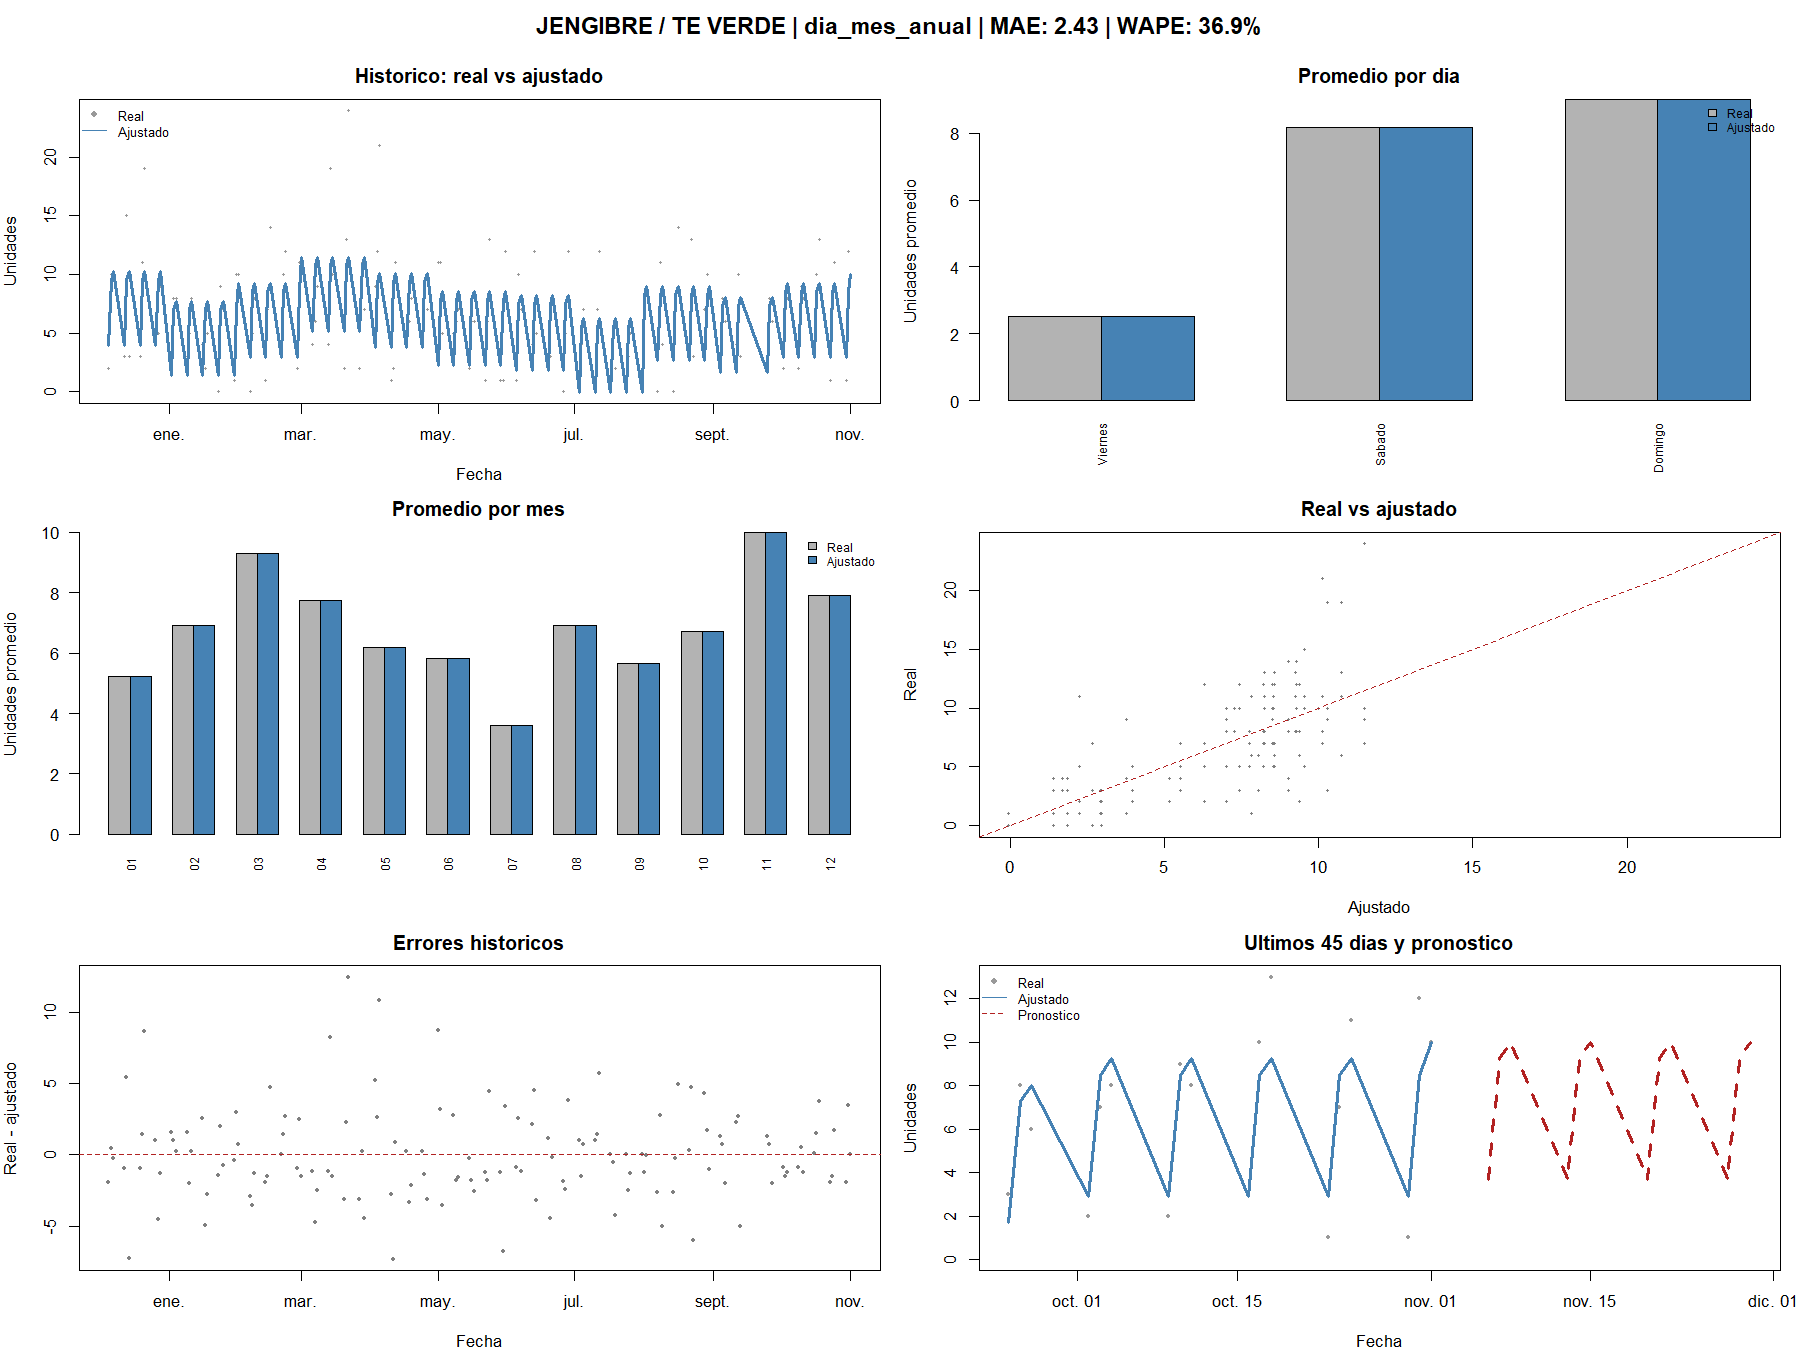 JENGIBRE / TE VERDE | dia_mes_anual | MAE: 2.43 | WAPE: 36.9%
Historico: real vs ajustado
Real
Ajustado
Unidades
0
5
10
15
20
ene.
mar.
may.
jul.
sept.
nov.
Fecha
Promedio por dia
Real
Ajustado
Unidades promedio
0
2
4
6
8
Viernes
Sabado
Domingo
Promedio por mes
Real
Ajustado
Unidades promedio
0
2
4
6
8
10
01
02
03
04
05
06
07
08
09
10
11
12
Real vs ajustado
Real
0
5
10
15
20
0
5
10
15
20
Ajustado
Errores historicos
Real - ajustado
-5
0
5
10
ene.
mar.
may.
jul.
sept.
nov.
Fecha
Ultimos 45 dias y pronostico
Real
Ajustado
Pronostico
Unidades
0
2
4
6
8
10
12
oct. 01
oct. 15
nov. 01
nov. 15
dic. 01
Fecha